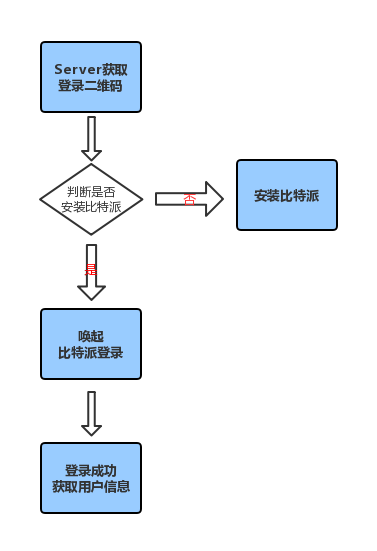 Server获取
登录二维码
判断是否
安装比特派
否
安装比特派
是
唤起
比特派登录
登录成功
获取用户信息